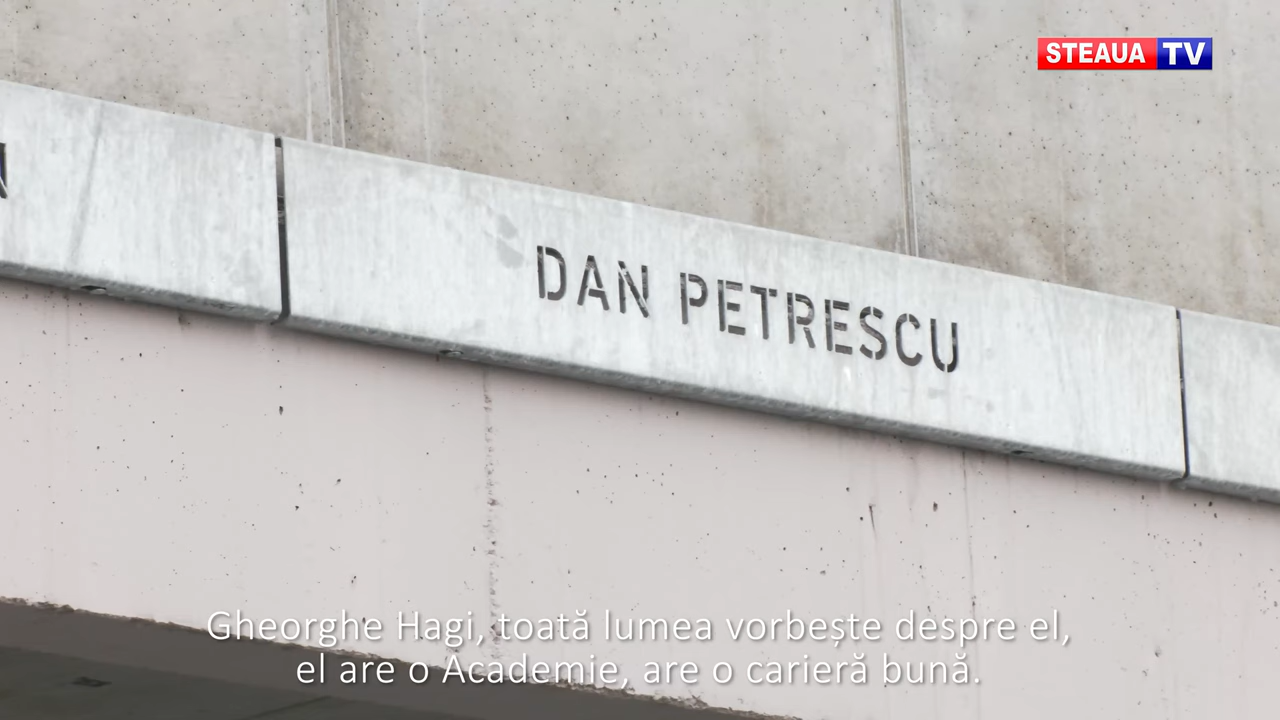 STEAUA TV
DAN PETRESCU
Gheorghe Hagi, toată lumea vorbește despre el,
el are o Academie, are o carieră bună.